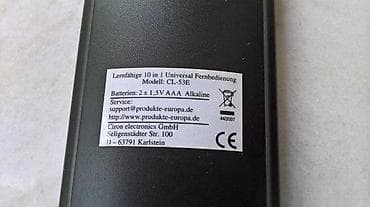 Lernfähige 10 in 1 Universal Fernbedienung
Modell: CL-53E
Batterien: 2 x 1,5V AAA Alkaline
Service:
support@produkte-europa.de
http://www.produkte-europa.de
Ciron electronics GmbH
Seligenstädter Str. 100
D – 63791 Karlstein
CE